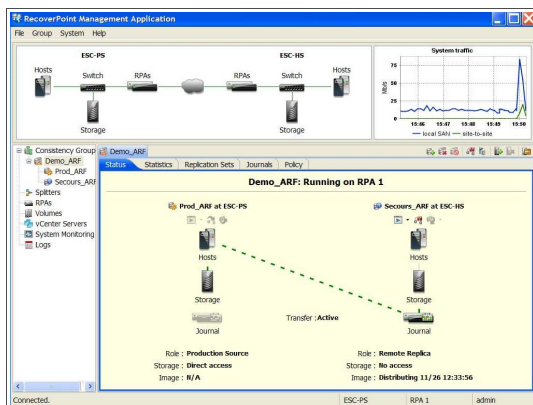 RecoverPoint Management Application
File Group System Help
ESC-PS ESC-HS
Hosts Switch RPAs RPAs Switch Hosts
Storage Storage
System traffic
Mb/s
75
50
25
0
15:46 15:47 15:48 15:49 15:50
local SAN site-to-site
Consistency Group
Demo_ARF
Prod_ARF
Secours_ARF
Splitters
RPAs
Volumes
vCenter Servers
System Monitoring
Logs
Demo_ARF
Status Statistics Replication Sets Journals Policy
Demo_ARF: Running on RPA 1
Prod_ARF at ESC-PS Secours_ARF at ESC-HS
Hosts Hosts
Storage Storage
Transfer : Active
Journal Journal
Role : Production Source Role : Remote Replica
Storage : Direct access Storage : No access
Image : N/A Image : Distributing 11/26 12:33:56
Connected. ESC-PS RPA 1 admin